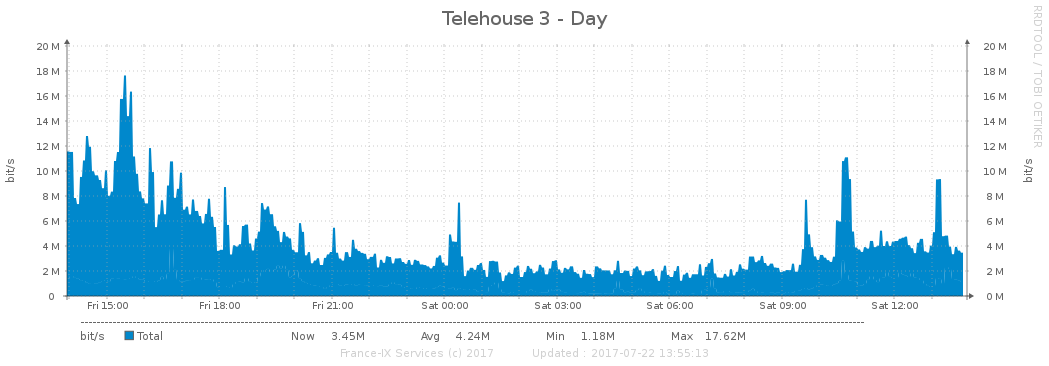 Telehouse 3 - Day
RRDTOOL / TOBI OETIKER
bit/s
20 M 20 M
18 M 18 M
16 M 16 M
14 M 14 M
12 M 12 M
10 M 10 M
8 M 8 M
6 M 6 M
4 M 4 M
2 M 2 M
0 0 M
bit/s
Fri 15:00 Fri 18:00 Fri 21:00 Sat 00:00 Sat 03:00 Sat 06:00 Sat 09:00 Sat 12:00
bit/s Total Now 3.45M Avg 4.24M Min 1.18M Max 17.62M
France-IX Services (c) 2017 Updated : 2017-07-22 13:55:13